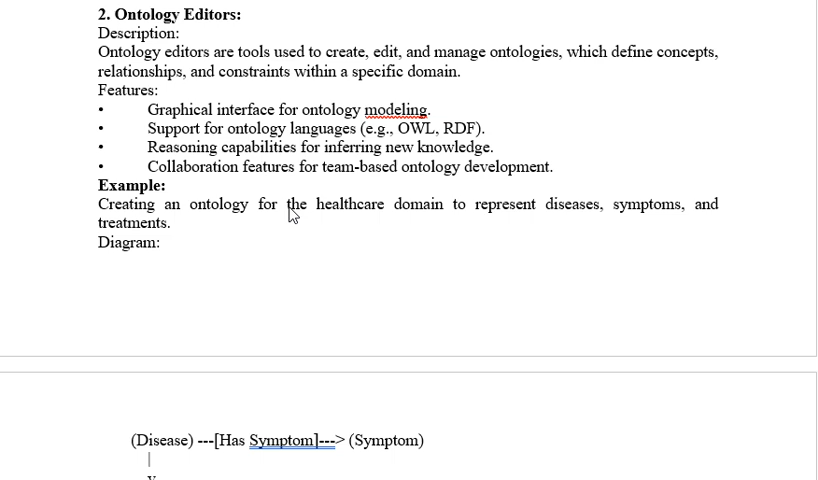 2. Ontology Editors:
Description:
Ontology editors are tools used to create, edit, and manage ontologies, which define concepts,
relationships, and constraints within a specific domain.
Features:
• Graphical interface for ontology modeling.
• Support for ontology languages (e.g., OWL, RDF).
• Reasoning capabilities for inferring new knowledge.
• Collaboration features for team-based ontology development.
Example:
Creating an ontology for the healthcare domain to represent diseases, symptoms, and
treatments.
Diagram:
(Disease) ---[Has Symptom]---> (Symptom)
|
v